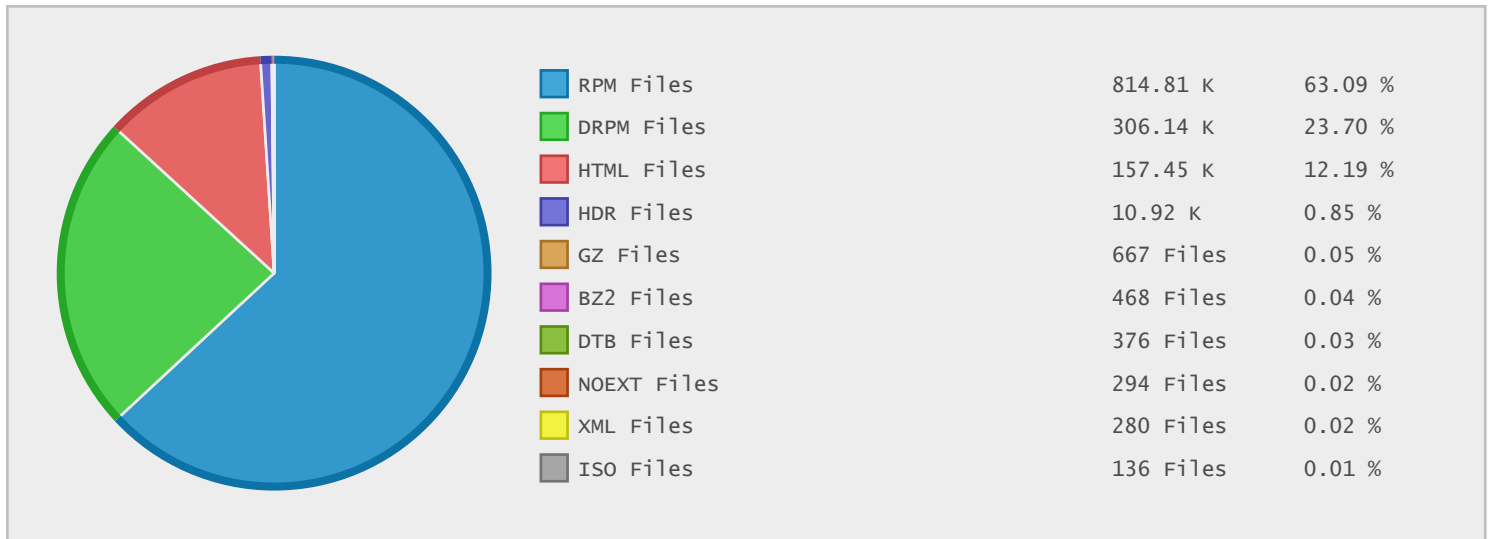 RPM Files 814.81 K 63.09 %
DRPM Files 306.14 K 23.70 %
HTML Files 157.45 K 12.19 %
HDR Files 10.92 K 0.85 %
GZ Files 667 Files 0.05 %
BZ2 Files 468 Files 0.04 %
DTB Files 376 Files 0.03 %
NOEXT Files 294 Files 0.02 %
XML Files 280 Files 0.02 %
ISO Files 136 Files 0.01 %